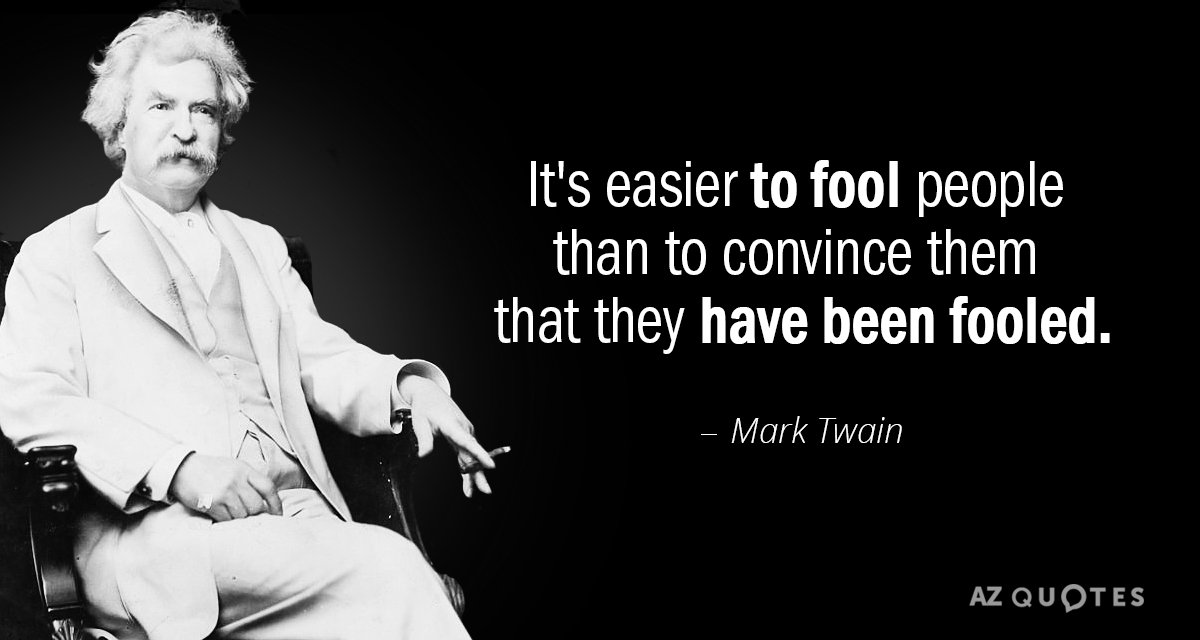 It's easier to fool people
than to convince them
that they have been fooled.
– Mark Twain
AZ QUOTES